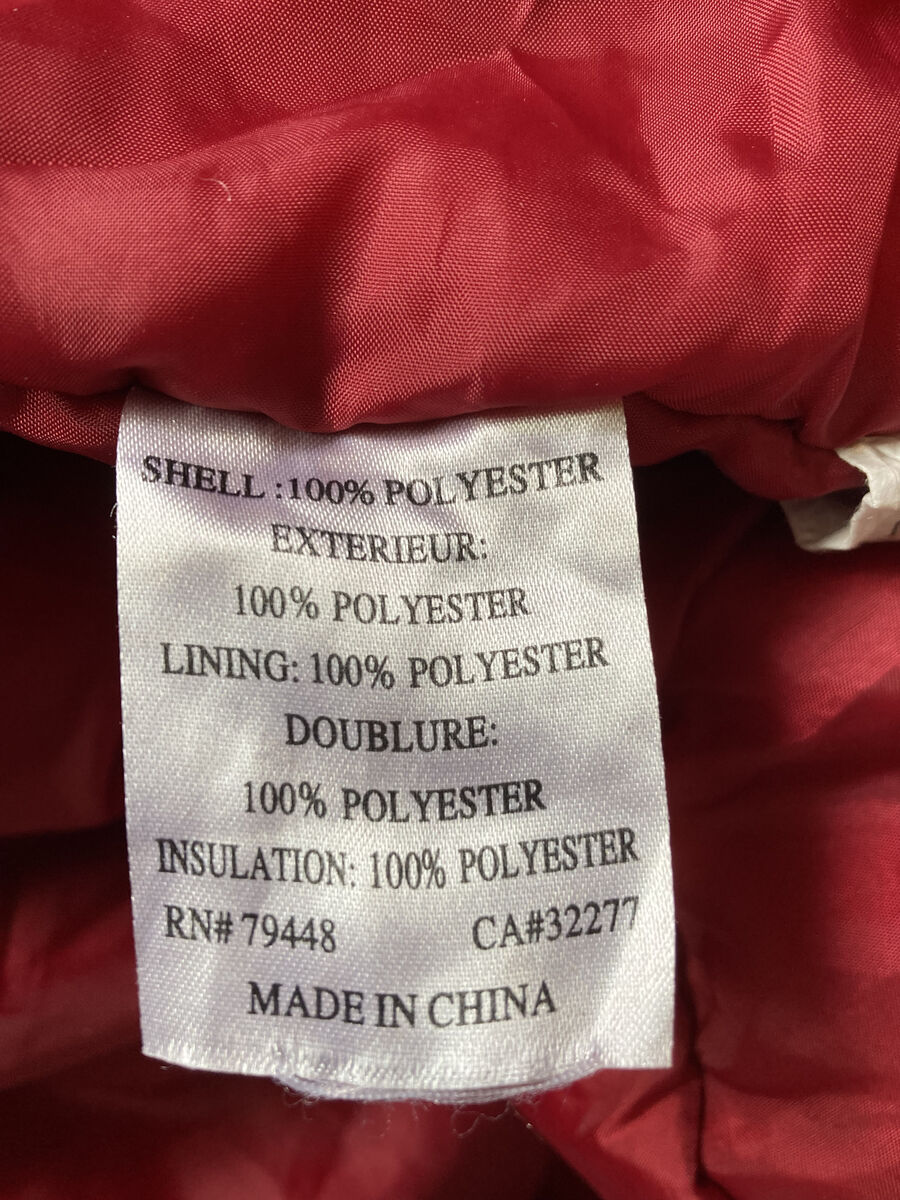 SHELL :100% POLYESTER
EXTERIEUR:
100% POLYESTER
LINING: 100% POLYESTER
DOUBLURE:
100% POLYESTER
INSULATION: 100% POLYESTER
RN# 79448 CA#32277
MADE IN CHINA